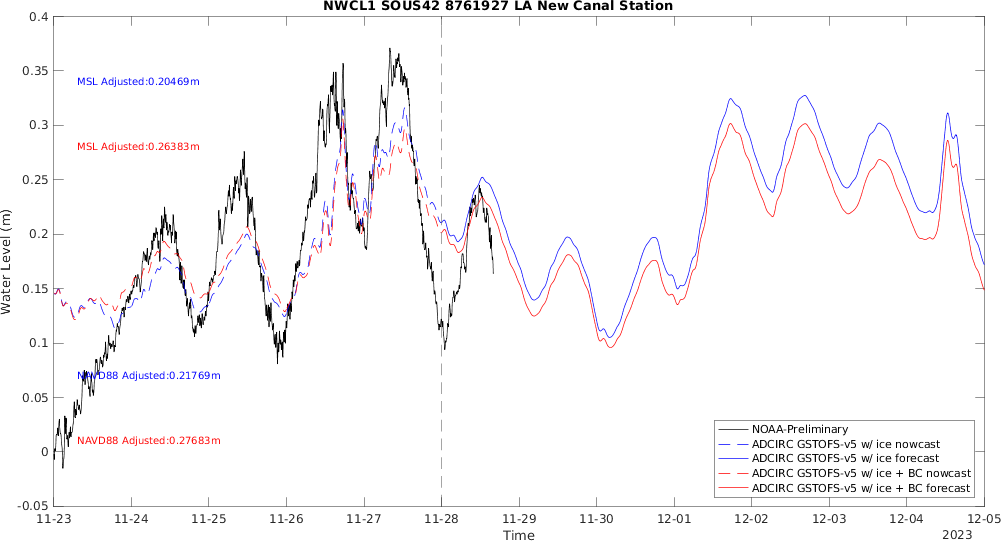 NWCL1 SOUS42 8761927 LA New Canal Station
0.4
0.35
0.3
0.25
0.2
0.15
0.1
0.05
0
-0.05
Water Level (m)
MSL Adjusted:0.20469m
MSL Adjusted:0.26383m
NAVD88 Adjusted:0.21769m
NAVD88 Adjusted:0.27683m
NOAA-Preliminary
ADCIRC GSTOFS-v5 w/ ice nowcast
ADCIRC GSTOFS-v5 w/ ice forecast
ADCIRC GSTOFS-v5 w/ ice + BC nowcast
ADCIRC GSTOFS-v5 w/ ice + BC forecast
11-23 11-24 11-25 11-26 11-27 11-28 11-29 11-30 12-01 12-02 12-03 12-04 12-05
Time
2023